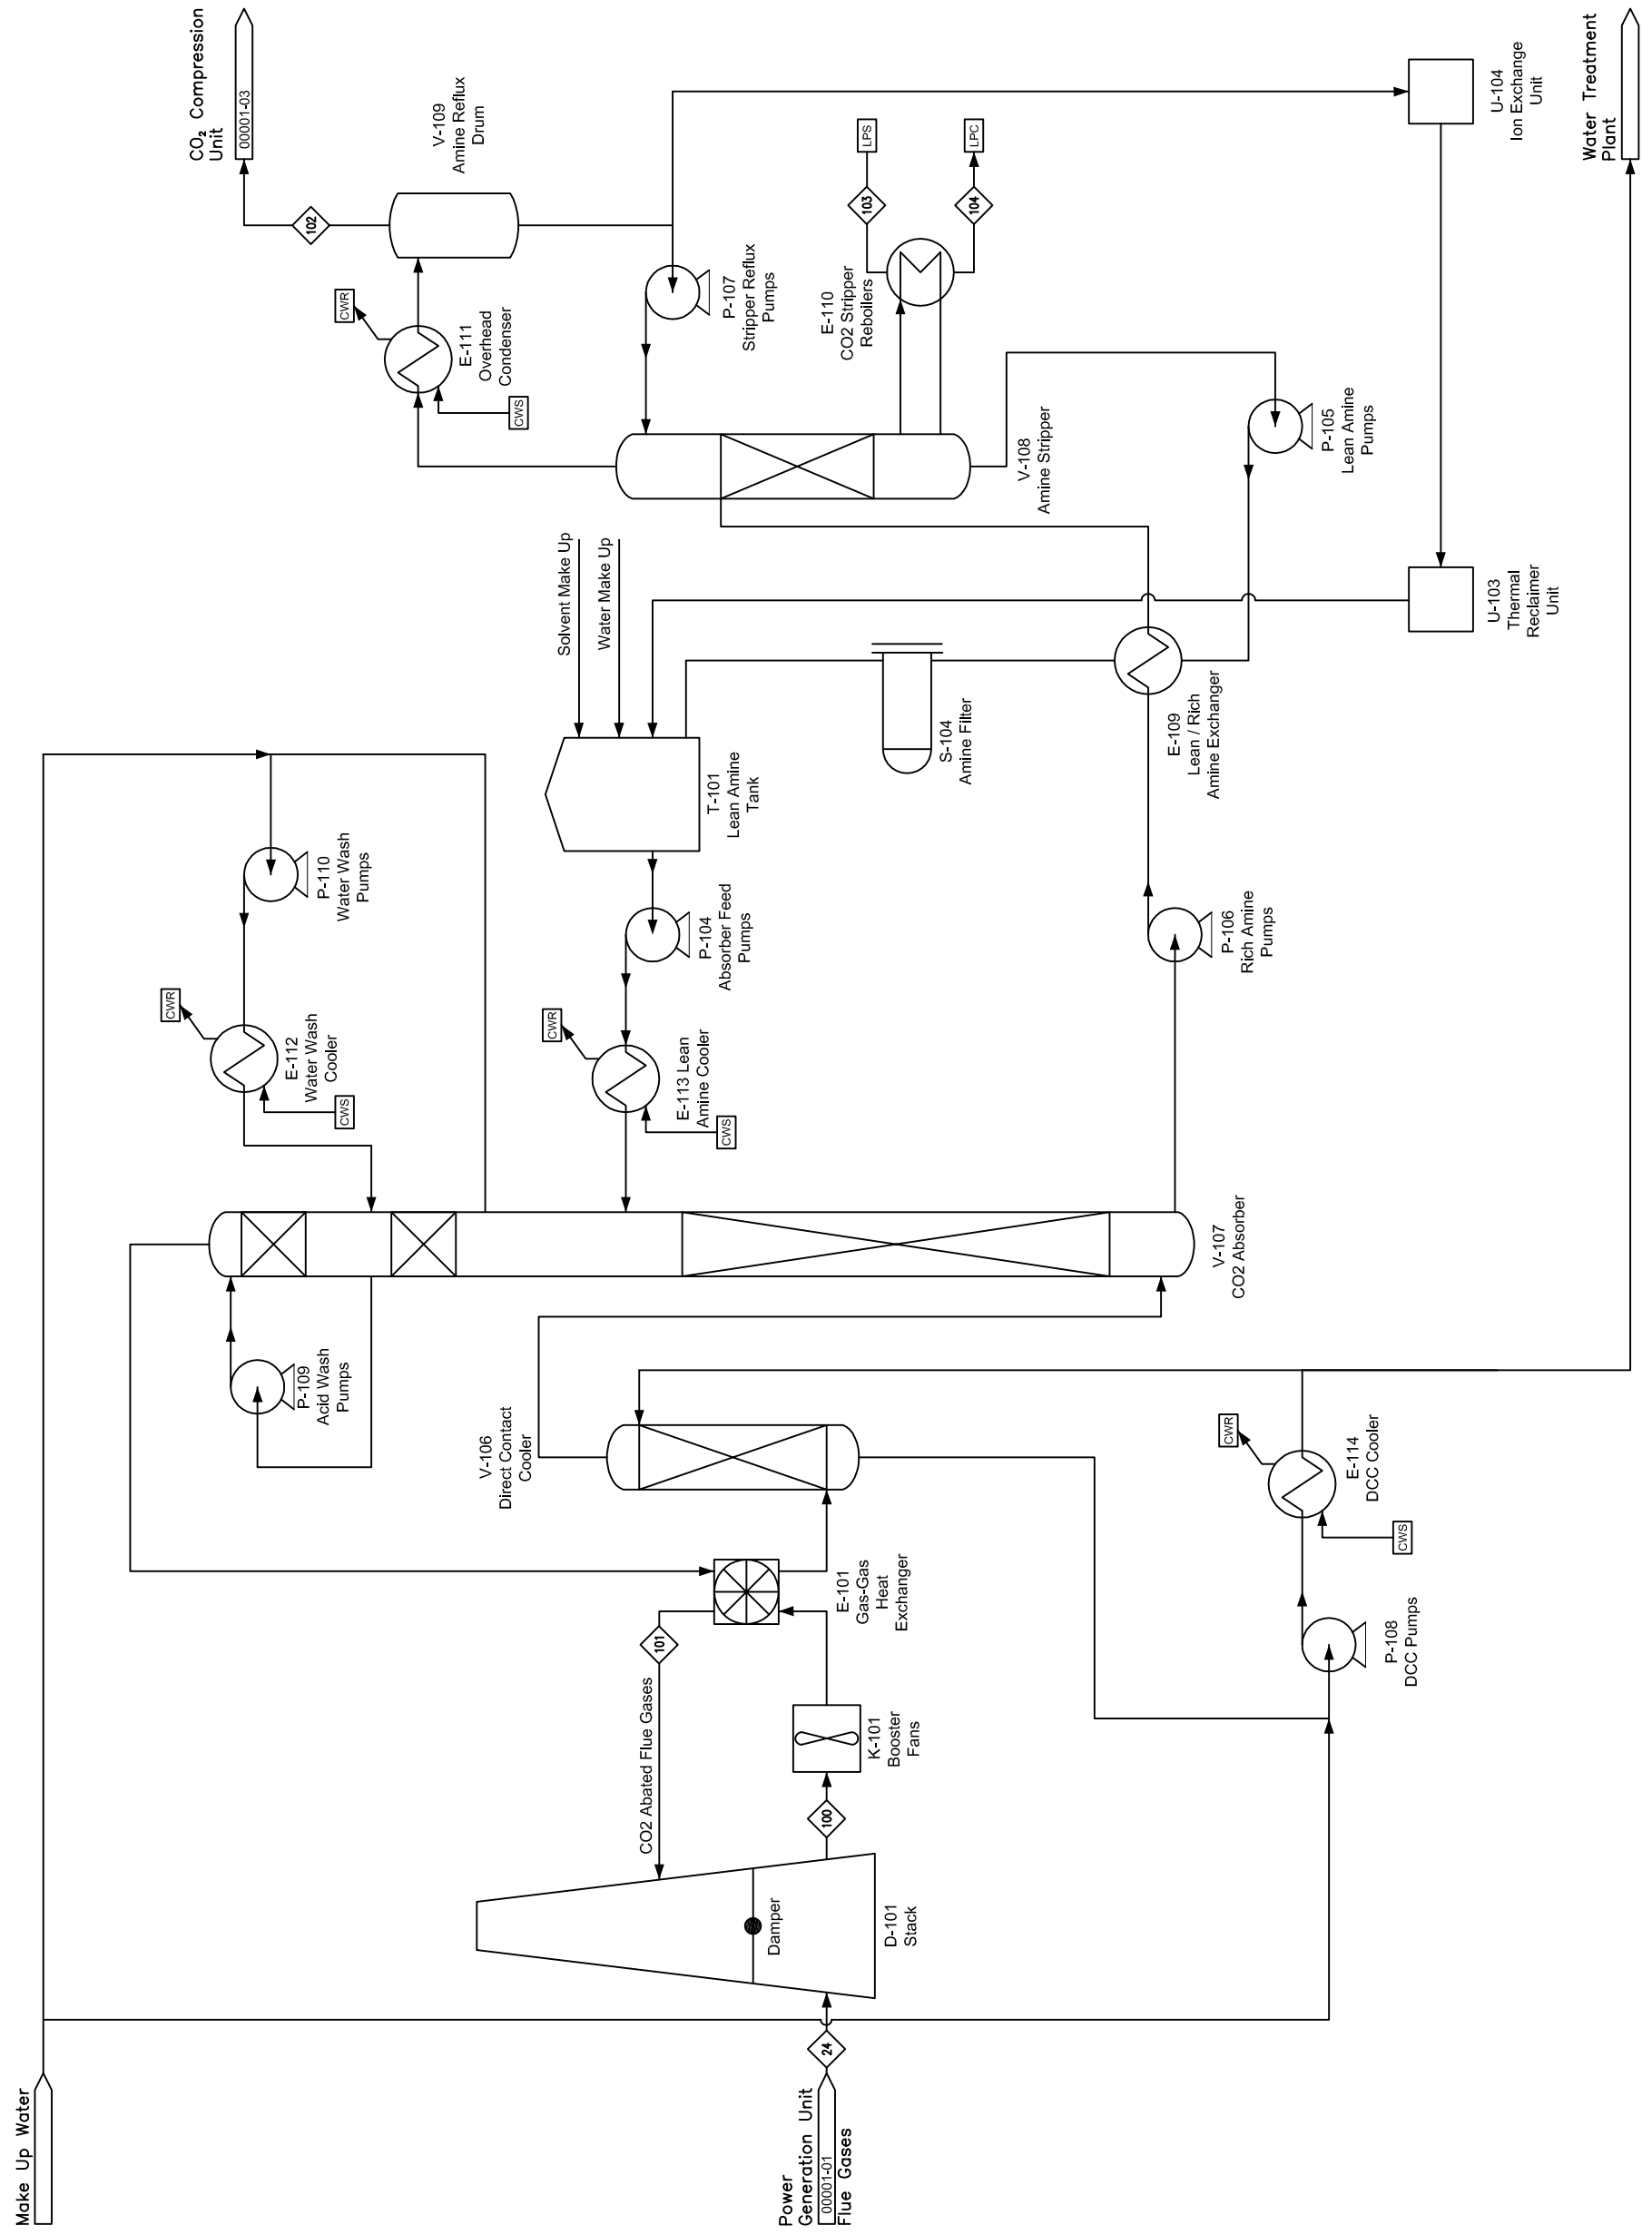 Make Up Water
Power
Generation Unit
00001-01
Flue Gases
24
Damper
D-101
Stack
100
K-101
Booster
Fans
CO2 Abated Flue Gases
101
E-101
Gas-Gas
Heat
Exchanger
V-106
Direct Contact
Cooler
P-108
DCC Pumps
CWS
CWR
E-114
DCC Cooler
P-109
Acid Wash
Pumps
V-107
CO2 Absorber
CWS
CWR
E-112
Water Wash
Cooler
P-110
Water Wash
Pumps
CWS
CWR
E-113 Lean
Amine Cooler
P-104
Absorber Feed
Pumps
T-101
Lean Amine
Tank
Solvent Make Up
Water Make Up
P-106
Rich Amine
Pumps
S-104
Amine Filter
E-109
Lean / Rich
Amine Exchanger
U-103
Thermal
Reclaimer
Unit
V-108
Amine Stripper
P-105
Lean Amine
Pumps
CWS
CWR
E-111
Overhead
Condenser
P-107
Stripper Reflux
Pumps
E-110
CO2 Stripper
Reboilers
103
LPS
104
LPC
V-109
Amine Reflux
Drum
102
CO₂ Compression
Unit
00001-03
U-104
Ion Exchange
Unit
Water Treatment
Plant